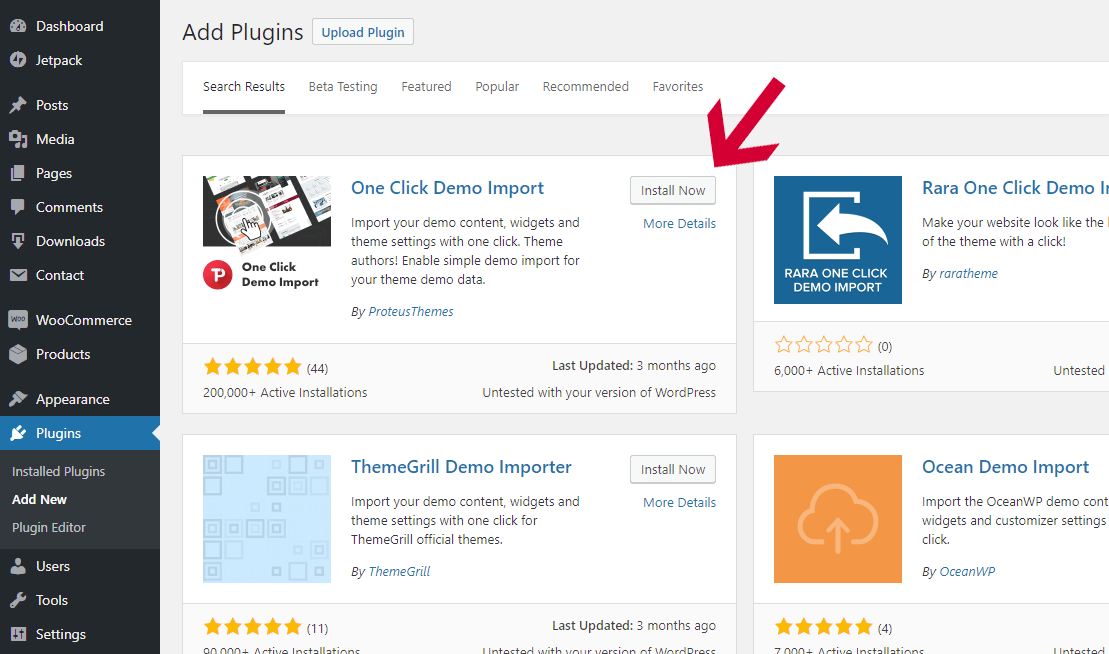 Dashboard
Jetpack
Posts
Media
Pages
Comments
Downloads
Contact
WooCommerce
Products
Appearance
Plugins
Installed Plugins
Add New
Plugin Editor
Users
Tools
Settings
Add Plugins Upload Plugin
Search Results Beta Testing Featured Popular Recommended Favorites
One Click
Demo Import
One Click Demo Import
Install Now
More Details
Import your demo content, widgets and
theme settings with one click. Theme
authors! Enable simple demo import for
your theme demo data.
By ProteusThemes
(44)
Last Updated: 3 months ago
200,000+ Active Installations
Untested with your version of WordPress
RARA ONE CLICK
DEMO IMPORT
Rara One Click Demo
Make your website look like the
of the theme with a click!
By raratheme
(0)
6,000+ Active Installations
Untested
ThemeGrill Demo Importer
Install Now
More Details
Import your demo content, widgets and
theme settings with one click for
ThemeGrill official themes.
By ThemeGrill
(11)
Last Updated: 3 months ago
90,000+ Active Installations
Untested with your version of WordPress
Ocean Demo Import
Import the OceanWP demo cont
widgets and customizer settings
click.
By OceanWP
(4)
7,000+ Active Installations
Untested